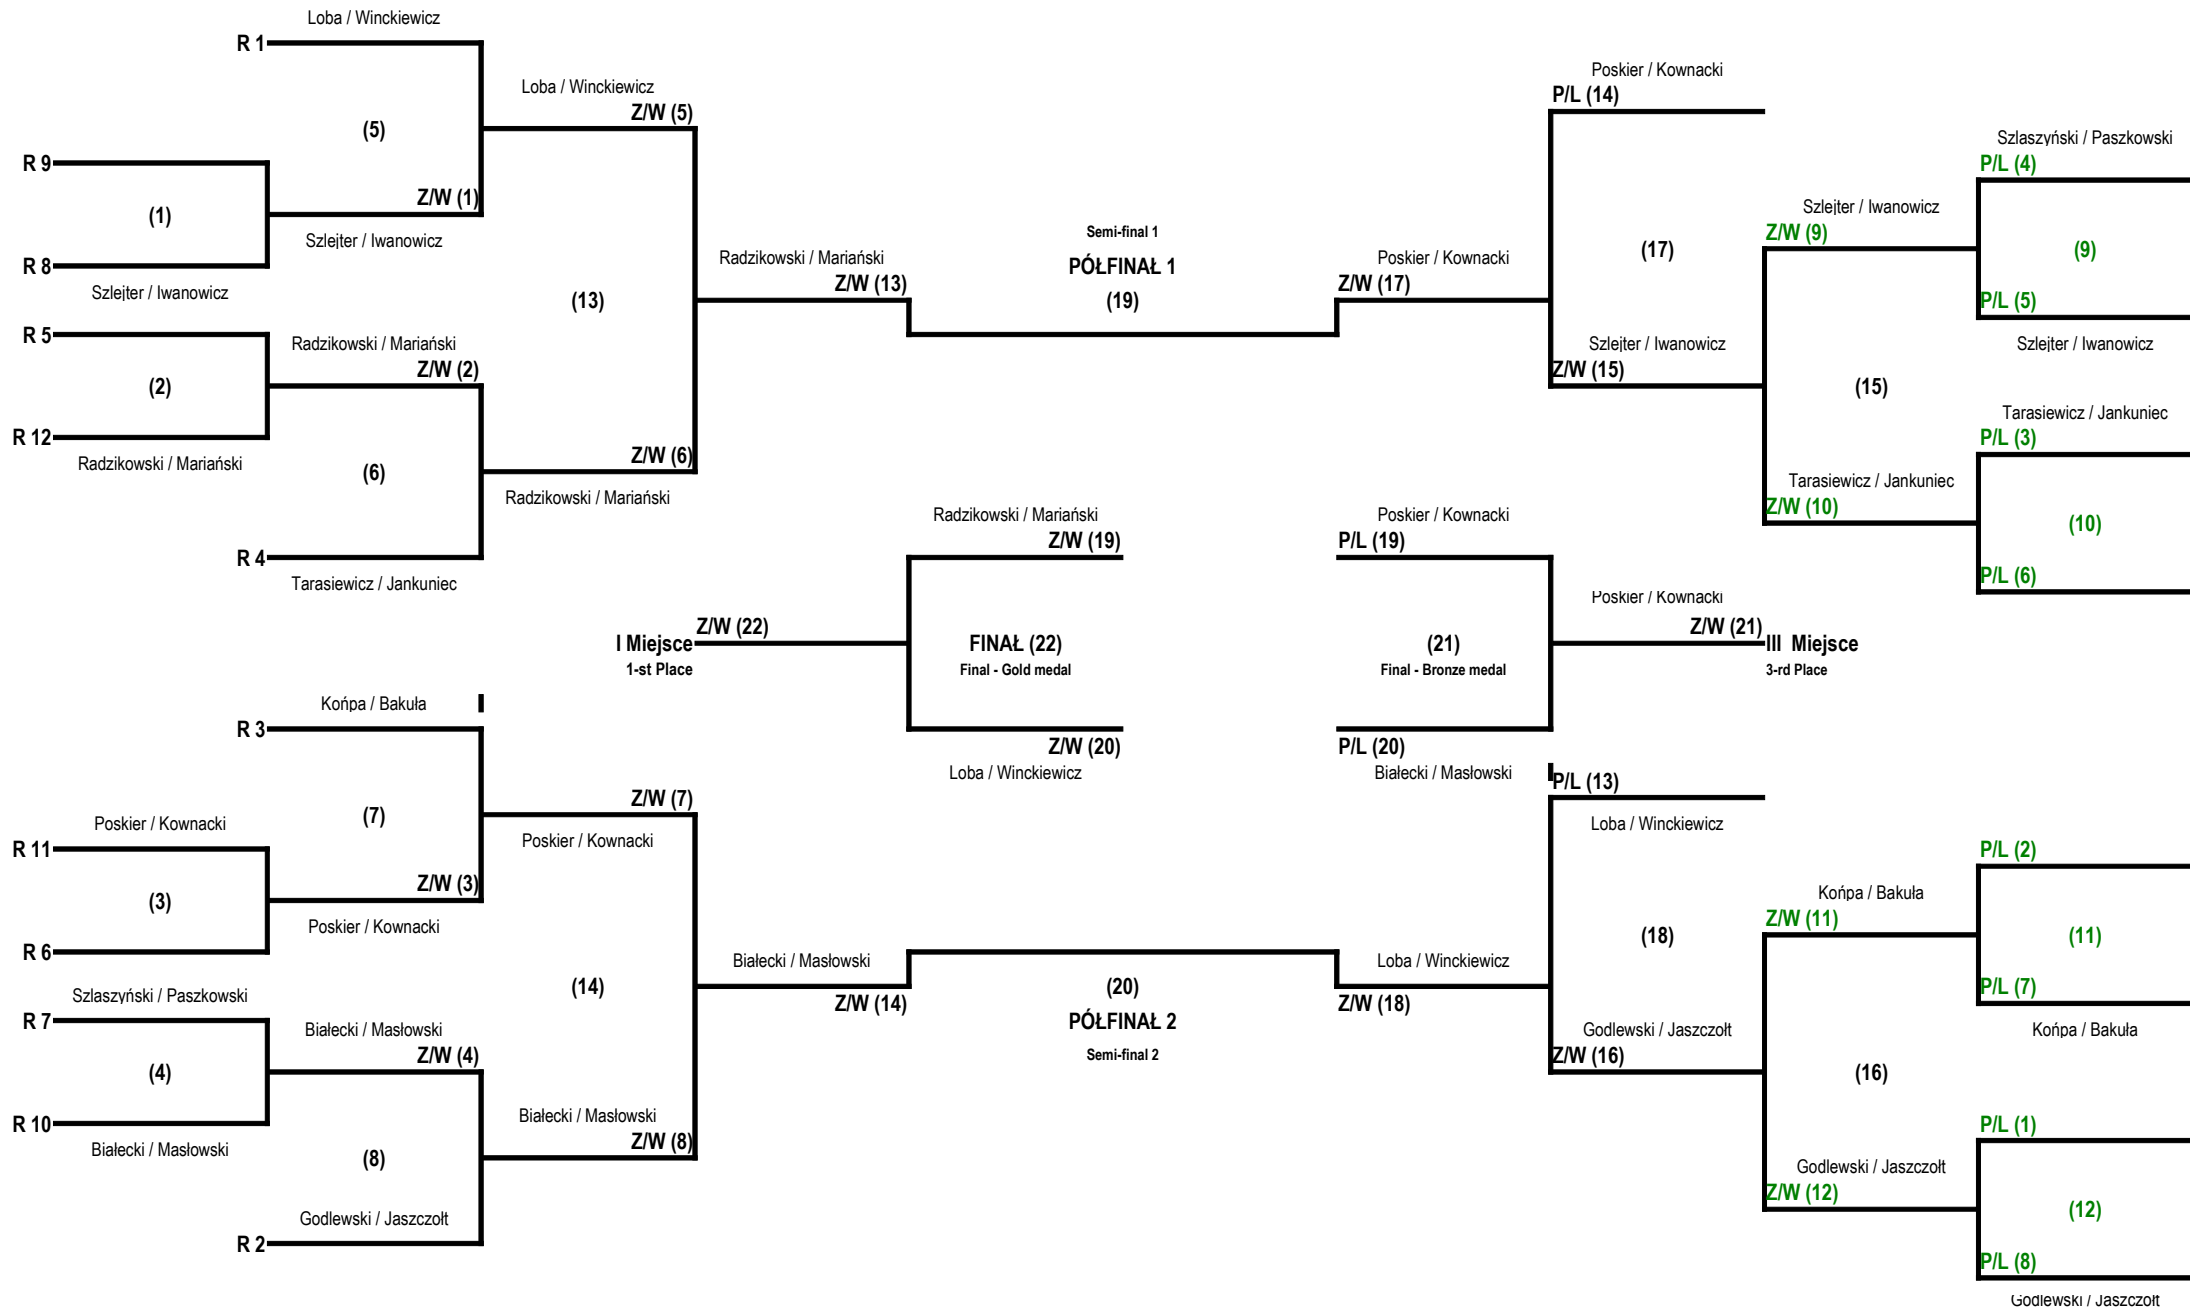 Loba / Winckiewicz
R 1
Loba / Winckiewicz
Z/W (5)
(5)
R 9
Z/W (1)
(1)
Szlejter / Iwanowicz
R 8
Szlejter / Iwanowicz
(13)
R 5
Radzikowski / Mariański
Z/W (2)
(2)
R 12
Radzikowski / Mariański
(6)
Z/W (6)
Radzikowski / Mariański
R 4
Tarasiewicz / Jankuniec
Radzikowski / Mariański
Z/W (13)
Semi-final 1
PÓŁFINAŁ 1
(19)
Poskier / Kownacki
Z/W (17)
Poskier / Kownacki
P/L (14)
(17)
Szlejter / Iwanowicz
Z/W (15)
Szlejter / Iwanowicz
Z/W (9)
(15)
Tarasiewicz / Jankuniec
Z/W (10)
Szlaszyński / Paszkowski
P/L (4)
(9)
P/L (5)
Szlejter / Iwanowicz
Tarasiewicz / Jankuniec
P/L (3)
(10)
P/L (6)
Radzikowski / Mariański
Z/W (19)
I Miejsce
1-st Place
Z/W (22)
FINAŁ (22)
Final - Gold medal
Z/W (20)
Loba / Winckiewicz
Poskier / Kownacki
P/L (19)
(21)
Final - Bronze medal
P/L (20)
Białecki / Masłowski
Poskier / Kownacki
Z/W (21)
III Miejsce
3-rd Place
Końpa / Bakuła
R 3
(7)
Z/W (7)
Poskier / Kownacki
Poskier / Kownacki
R 11
(3)
Z/W (3)
Poskier / Kownacki
R 6
(14)
Szlaszyński / Paszkowski
R 7
Białecki / Masłowski
Z/W (4)
(4)
R 10
Białecki / Masłowski
(8)
Białecki / Masłowski
Z/W (8)
Godlewski / Jaszczołt
R 2
Białecki / Masłowski
Z/W (14)
(20)
PÓŁFINAŁ 2
Semi-final 2
Loba / Winckiewicz
Z/W (18)
P/L (13)
Loba / Winckiewicz
(18)
Godlewski / Jaszczołt
Z/W (16)
Końpa / Bakuła
Z/W (11)
(16)
Godlewski / Jaszczołt
Z/W (12)
P/L (2)
(11)
P/L (7)
Końpa / Bakuła
P/L (1)
(12)
P/L (8)
Godlewski / Jaszczołt